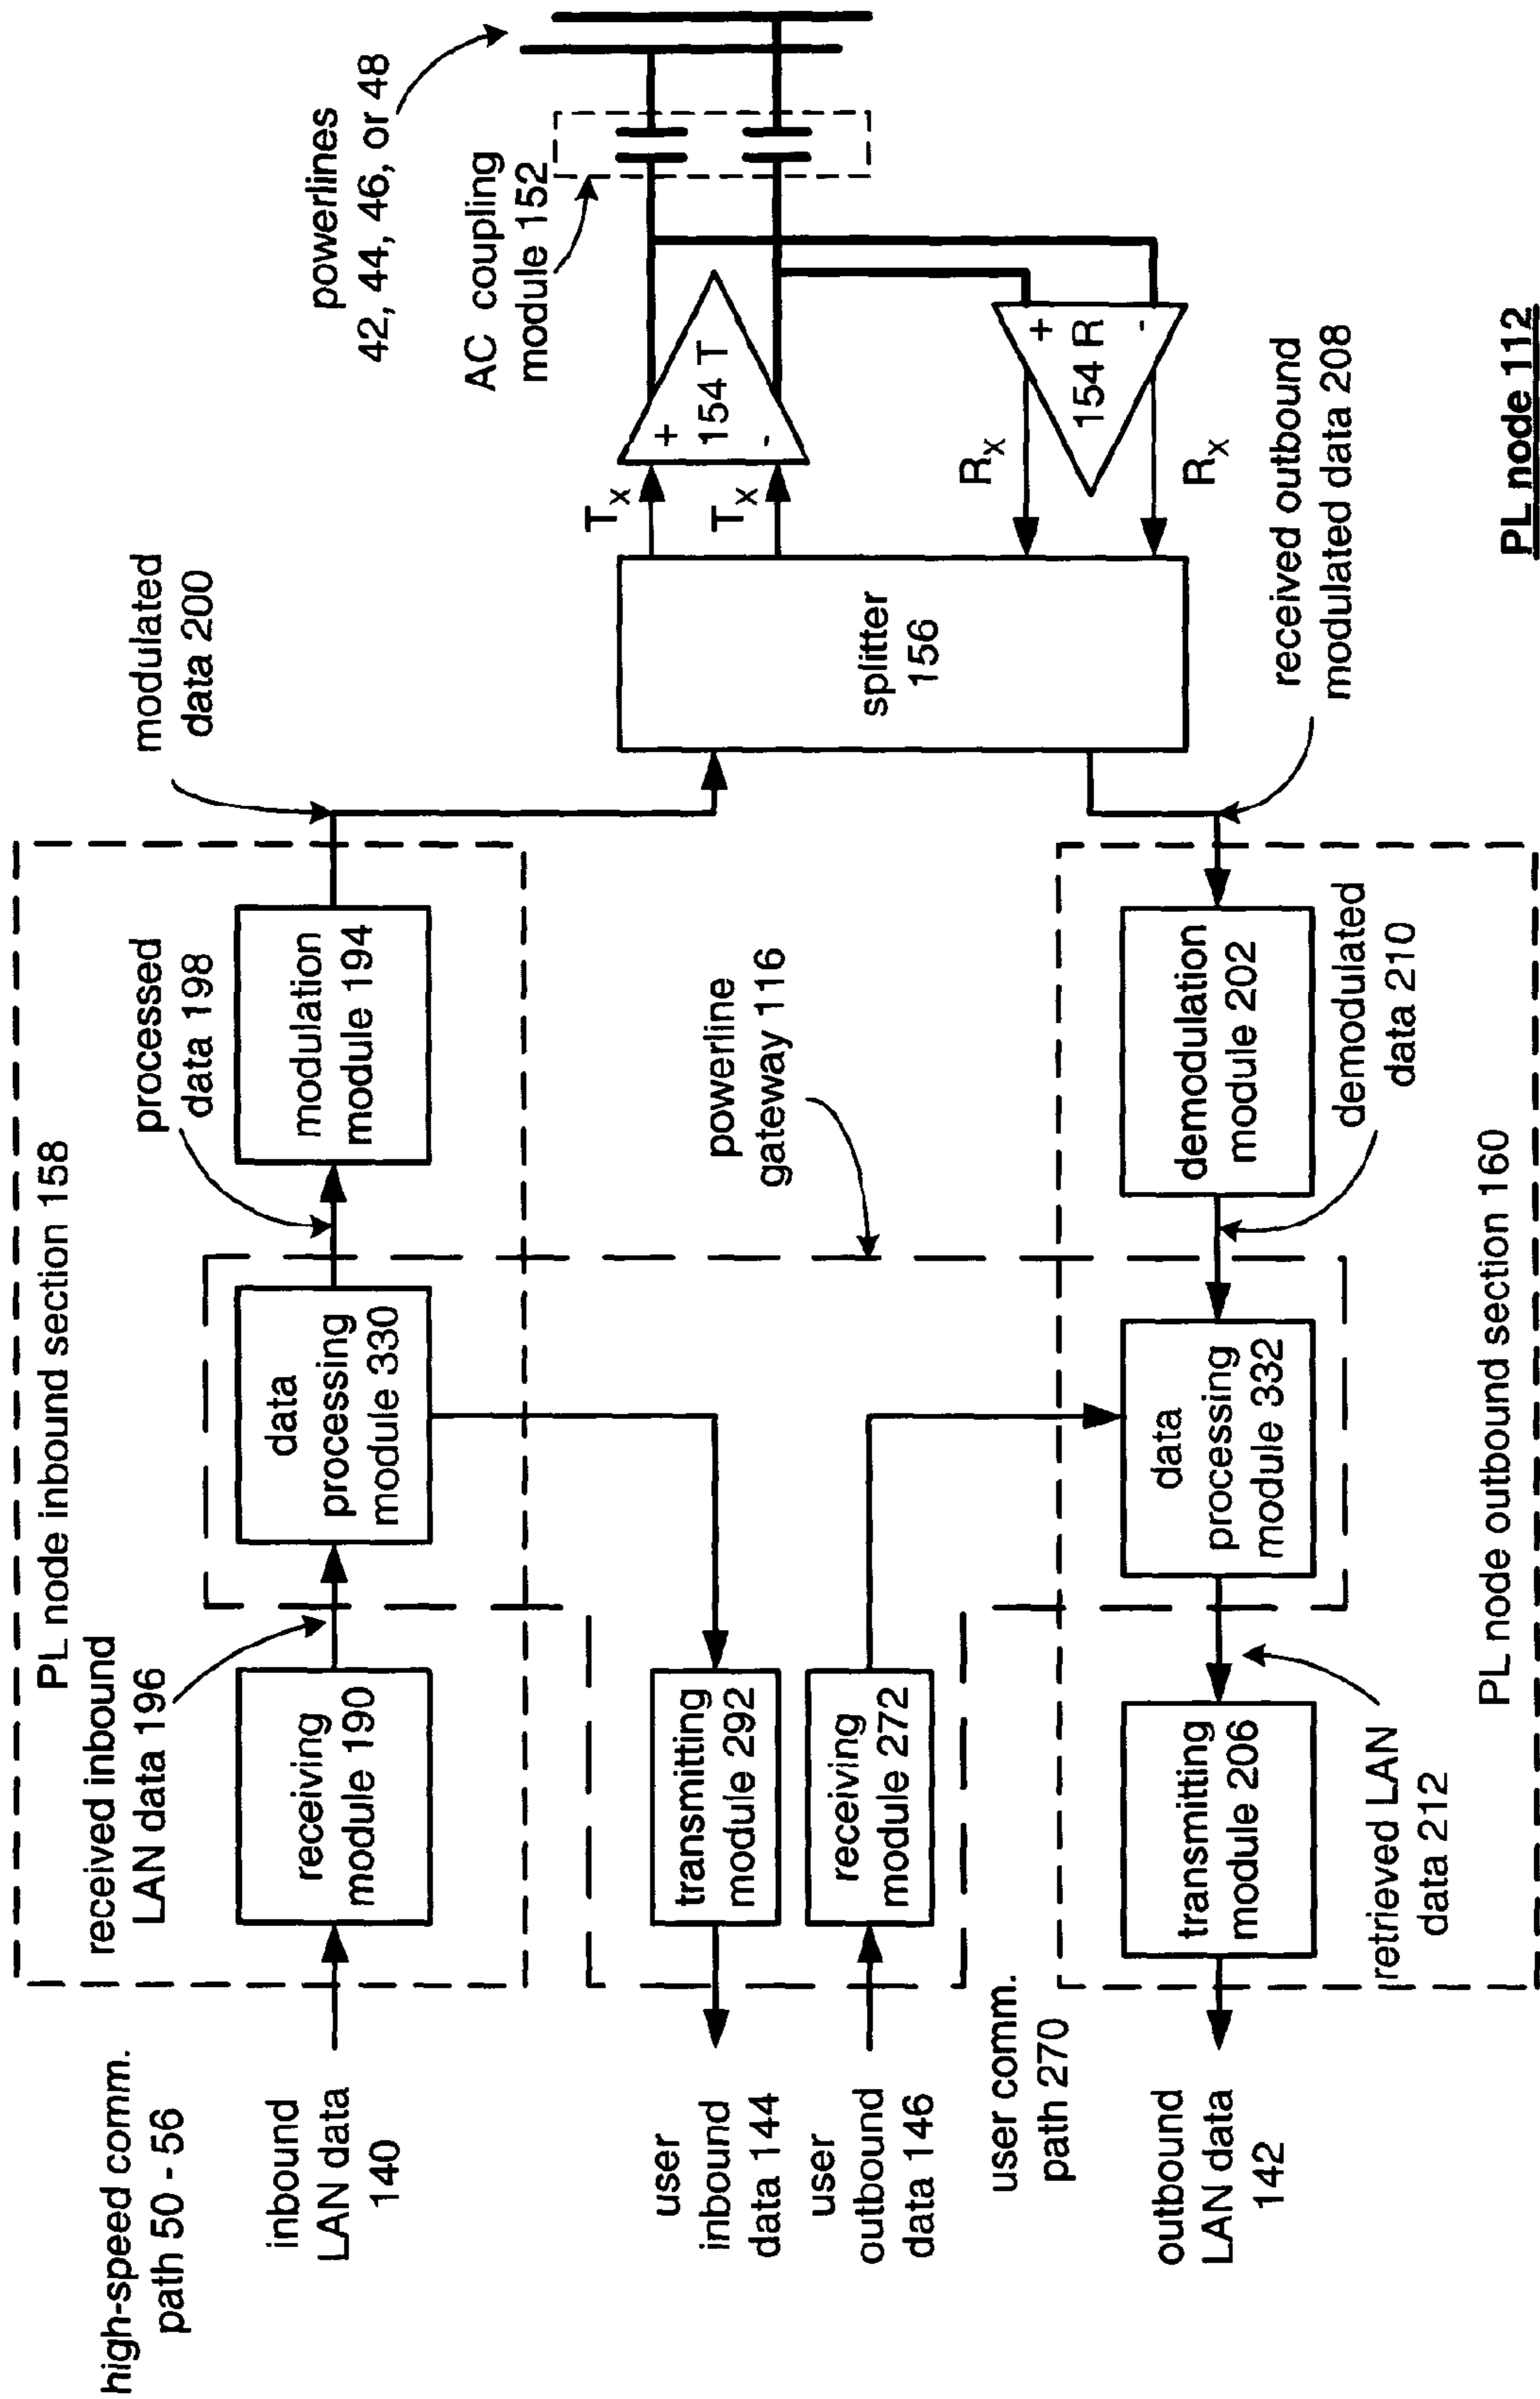 high-speed comm.
path 50 - 56
inbound
LAN data
140
PL node inbound section 158
received inbound
LAN data 196
receiving
module 190
data
processing
module 330
processed
data 198
modulation
module 194
modulated
data 200
powerlines
42, 44, 46, or 48
AC coupling
module 152
user
inbound
data 144
user
outbound
data 146
transmitting
module 292
receiving
module 272
powerline
gateway 116
splitter
156
Tx
Tx
+
154 T
-
Rx
Rx
+
154 R
-
user comm.
path 270
outbound
LAN data
142
transmitting
module 206
retrieved LAN
data 212
data
processing
module 332
demodulation
module 202
demodulated
data 210
received outbound
modulated data 208
PL node outbound section 160
PL node 112